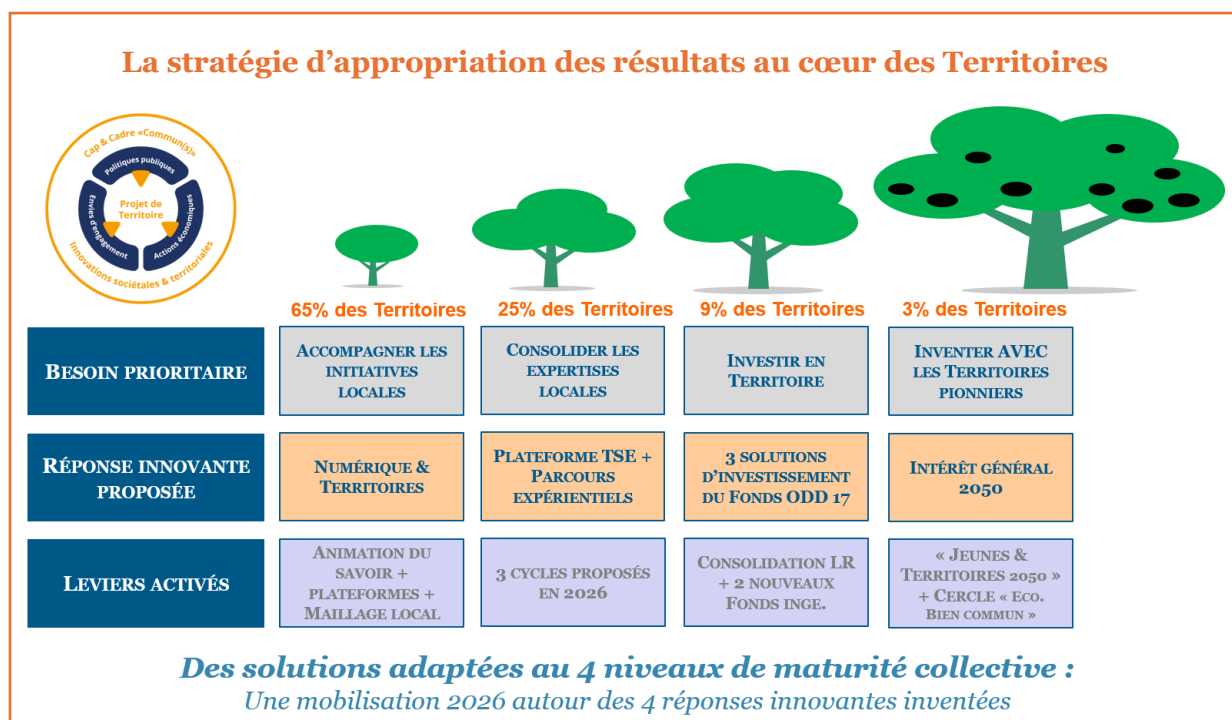 La stratégie d'appropriation des résultats au cœur des Territoires
Cap & Cadre «Commun(s)»
Politiques publiques
Envies d'engagement
Projet de
Territoire
Actions économiques
Innovations sociétales & territoriales
65% des Territoires
25% des Territoires
9% des Territoires
3% des Territoires
BESOIN PRIORITAIRE
ACCOMPAGNER LES
INITIATIVES
LOCALES
CONSOLIDER LES
EXPERTISES
LOCALES
INVESTIR EN
TERRITOIRE
INVENTER AVEC
LES TERRITOIRES
PIONNIERS
RÉPONSE INNOVANTE
PROPOSÉE
NUMÉRIQUE &
TERRITOIRES
PLATEFORME TSE +
PARCOURS
EXPÉRIENTIELS
3 SOLUTIONS
D'INVESTISSEMENT
DU FONDS ODD 17
INTÉRÊT GÉNÉRAL
2050
LEVIERS ACTIVÉS
ANIMATION DU
SAVOIR +
PLATEFORMES +
MAILLAGE LOCAL
3 CYCLES PROPOSÉS
EN 2026
CONSOLIDATION LR
+ 2 NOUVEAUX
FONDS INGE.
« JEUNES &
TERRITOIRES 2050 »
+ CERCLE « ECO.
BIEN COMMUN »
Des solutions adaptées au 4 niveaux de maturité collective :
Une mobilisation 2026 autour des 4 réponses innovantes inventées